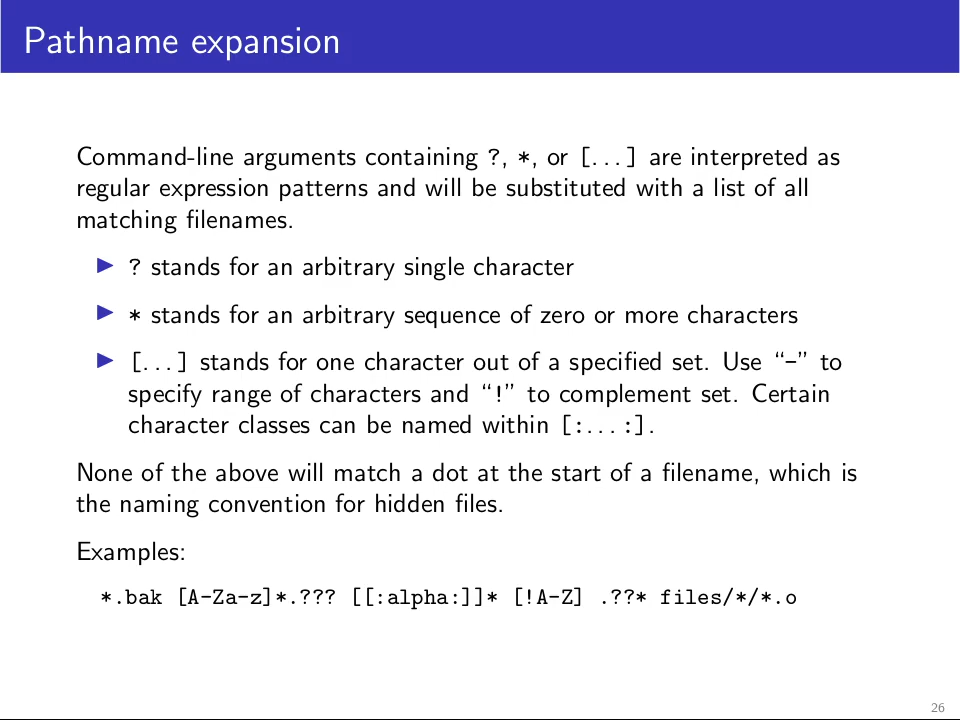 Pathname expansion
Command-line arguments containing ?, *, or [...] are interpreted as
regular expression patterns and will be substituted with a list of all
matching filenames.
▶ ? stands for an arbitrary single character
▶ * stands for an arbitrary sequence of zero or more characters
▶ [...] stands for one character out of a specified set. Use “-” to
specify range of characters and “!” to complement set. Certain
character classes can be named within [:...:].
None of the above will match a dot at the start of a filename, which is
the naming convention for hidden files.
Examples:
*.bak [A-Za-z]*.??? [[:alpha:]]* [!A-Z] .??* files/*/*.o
26